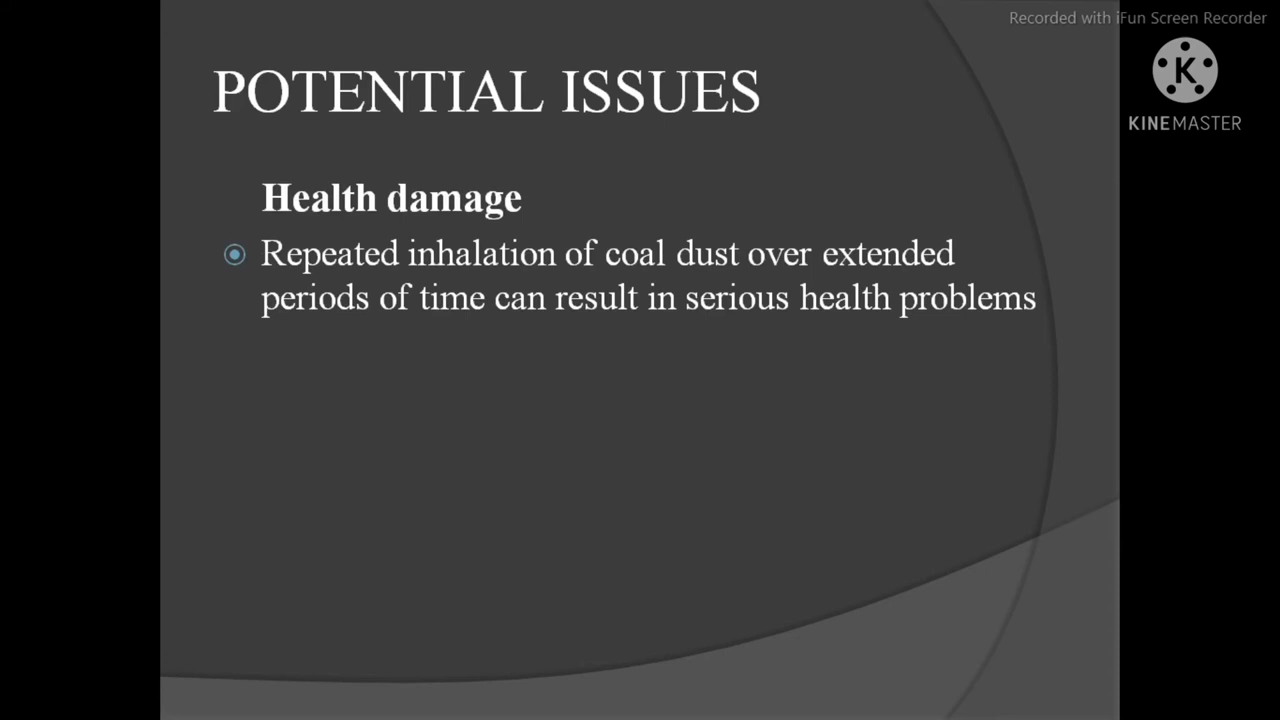 Recorded with iFun Screen Recorder
K
KINEMASTER
POTENTIAL ISSUES
Health damage
Repeated inhalation of coal dust over extended
periods of time can result in serious health problems